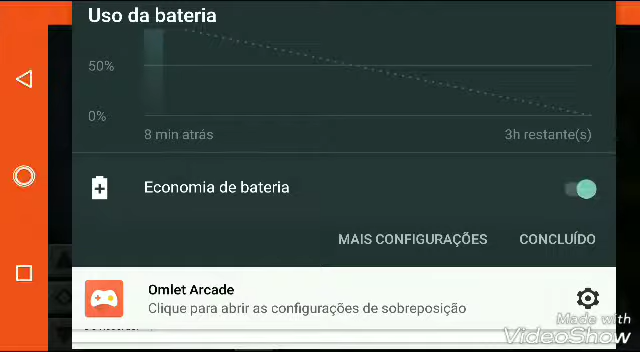 Uso da bateria
50%
0%
8 min atrás
3h restante(s)
Economia de bateria
MAIS CONFIGURAÇÕES
CONCLUÍDO
Omlet Arcade
Clique para abrir as configurações de sobreposição
Made with
VideoShow